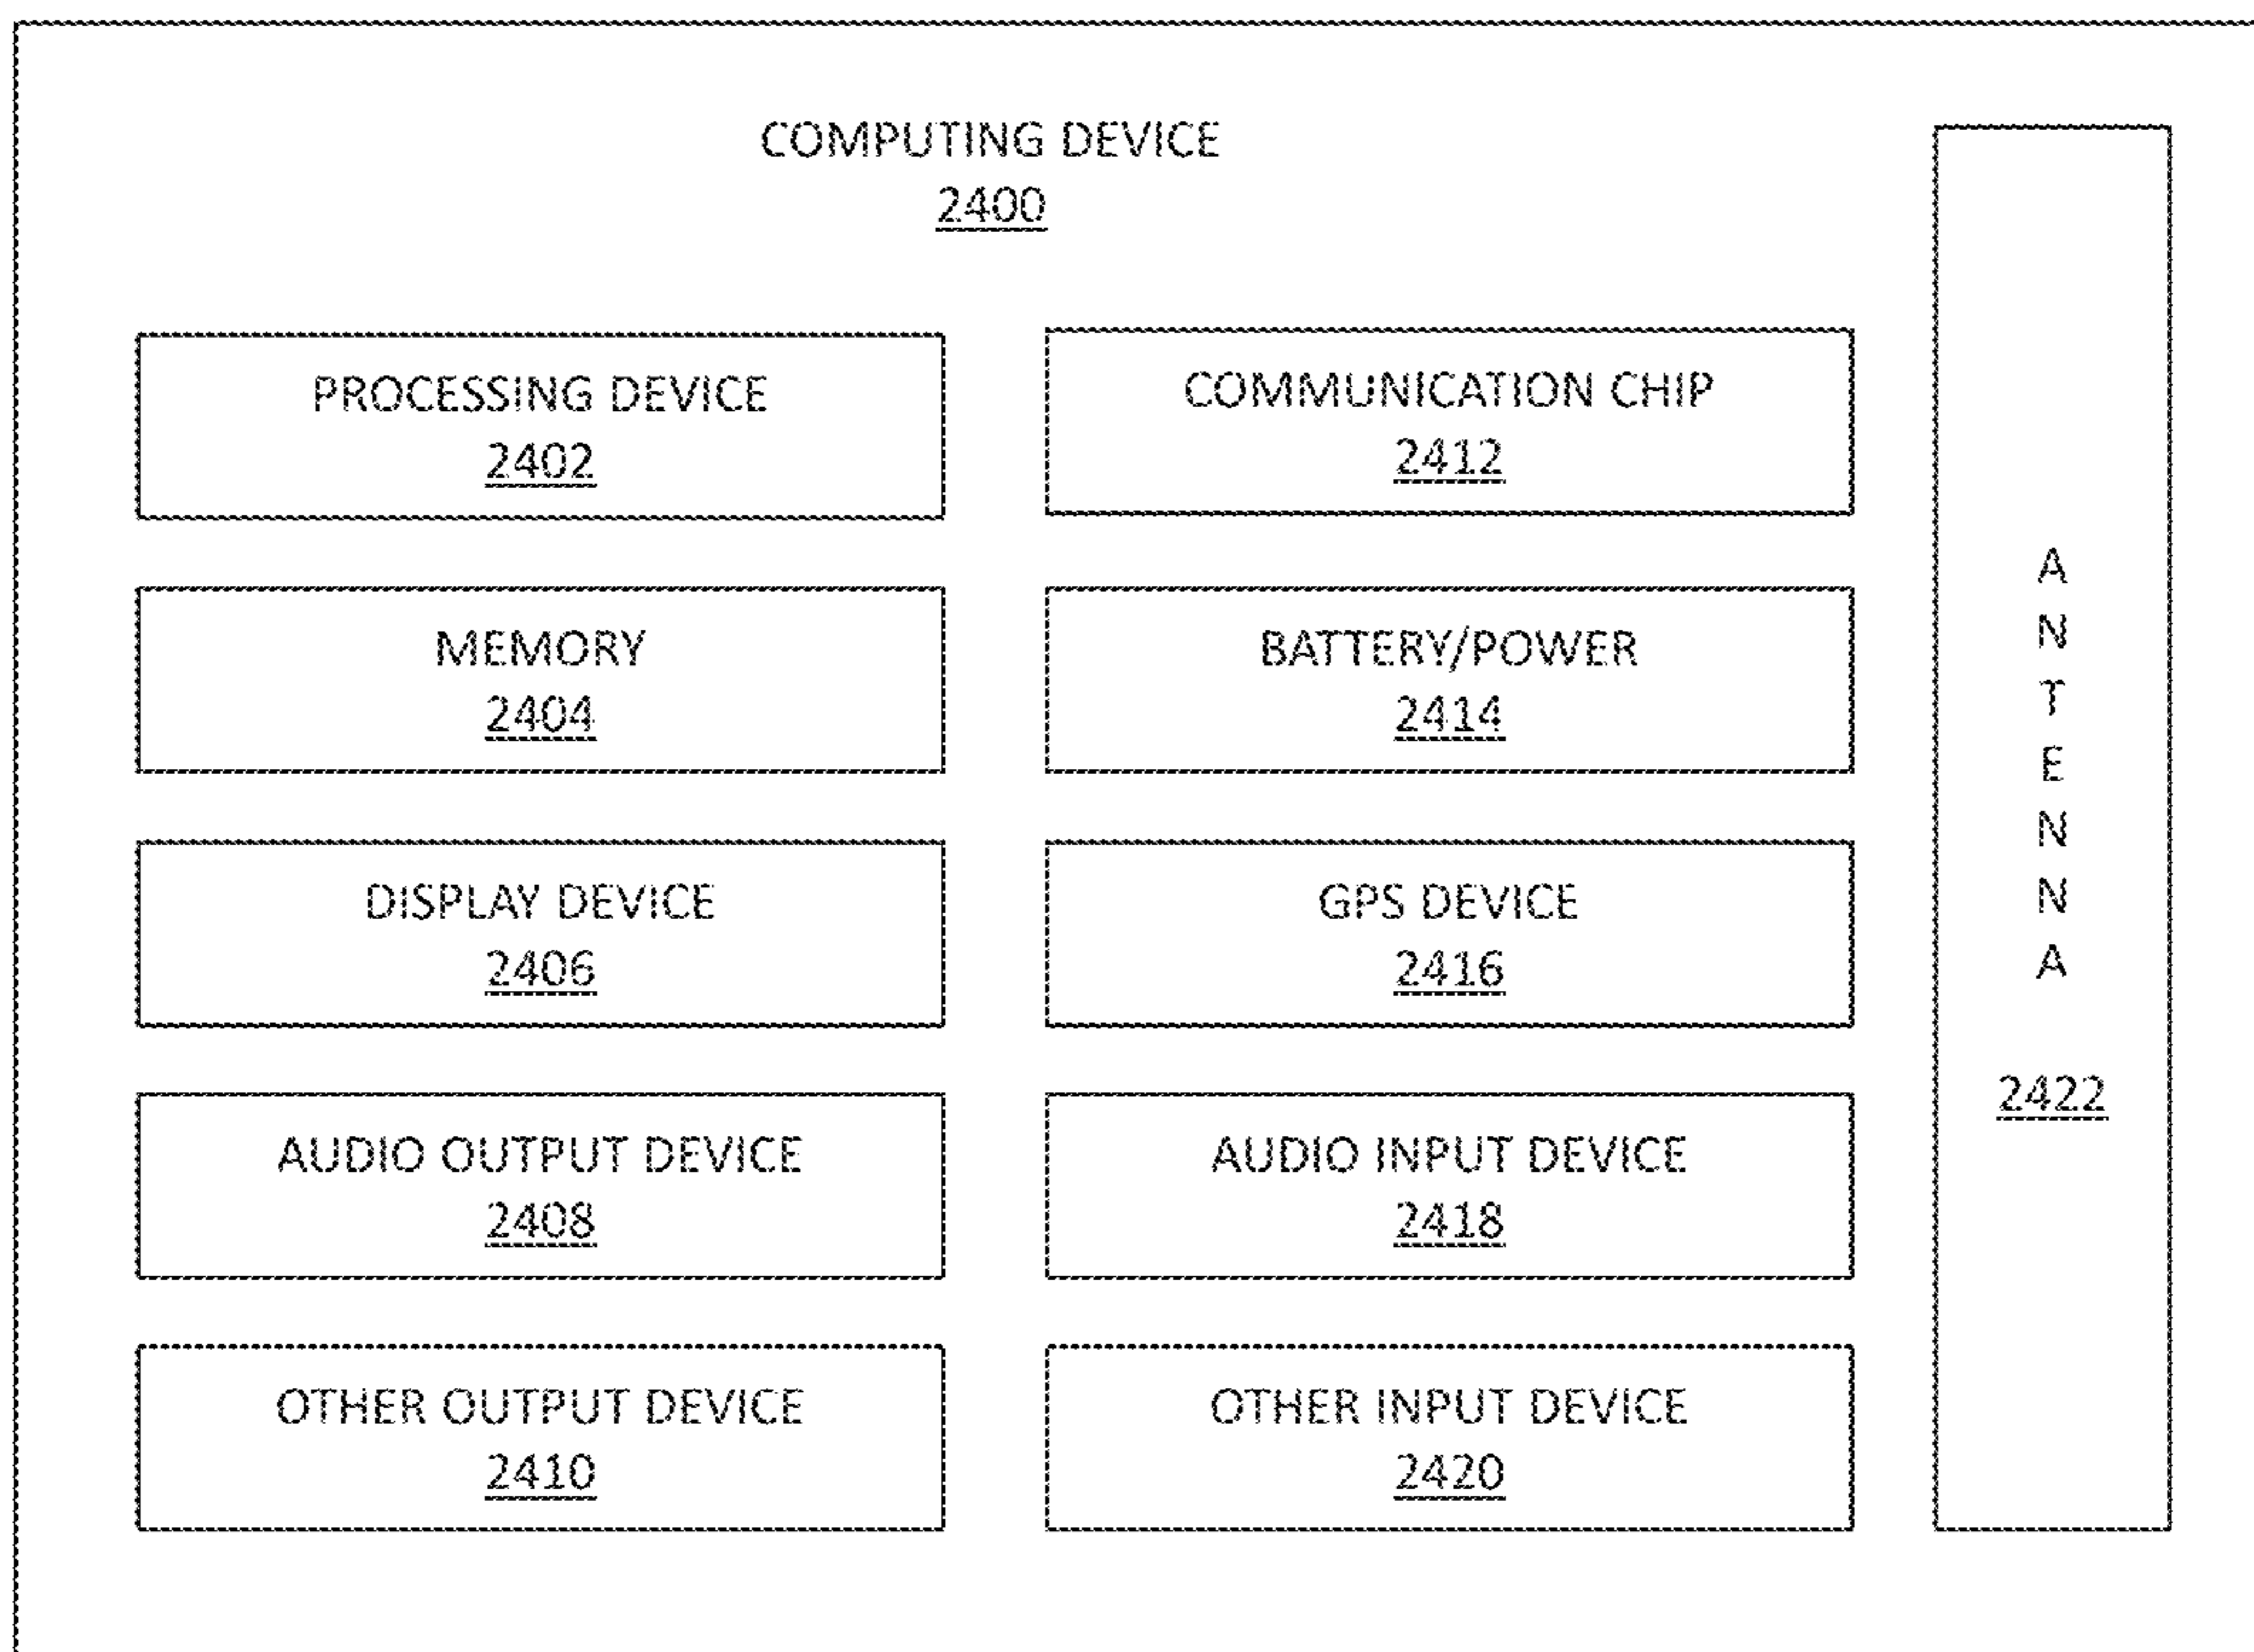 COMPUTING DEVICE
2400
PROCESSING DEVICE
2402
COMMUNICATION CHIP
2412
MEMORY
2404
BATTERY/POWER
2414
DISPLAY DEVICE
2406
GPS DEVICE
2416
AUDIO OUTPUT DEVICE
2408
AUDIO INPUT DEVICE
2418
OTHER OUTPUT DEVICE
2410
OTHER INPUT DEVICE
2420
ANTENNA
2422